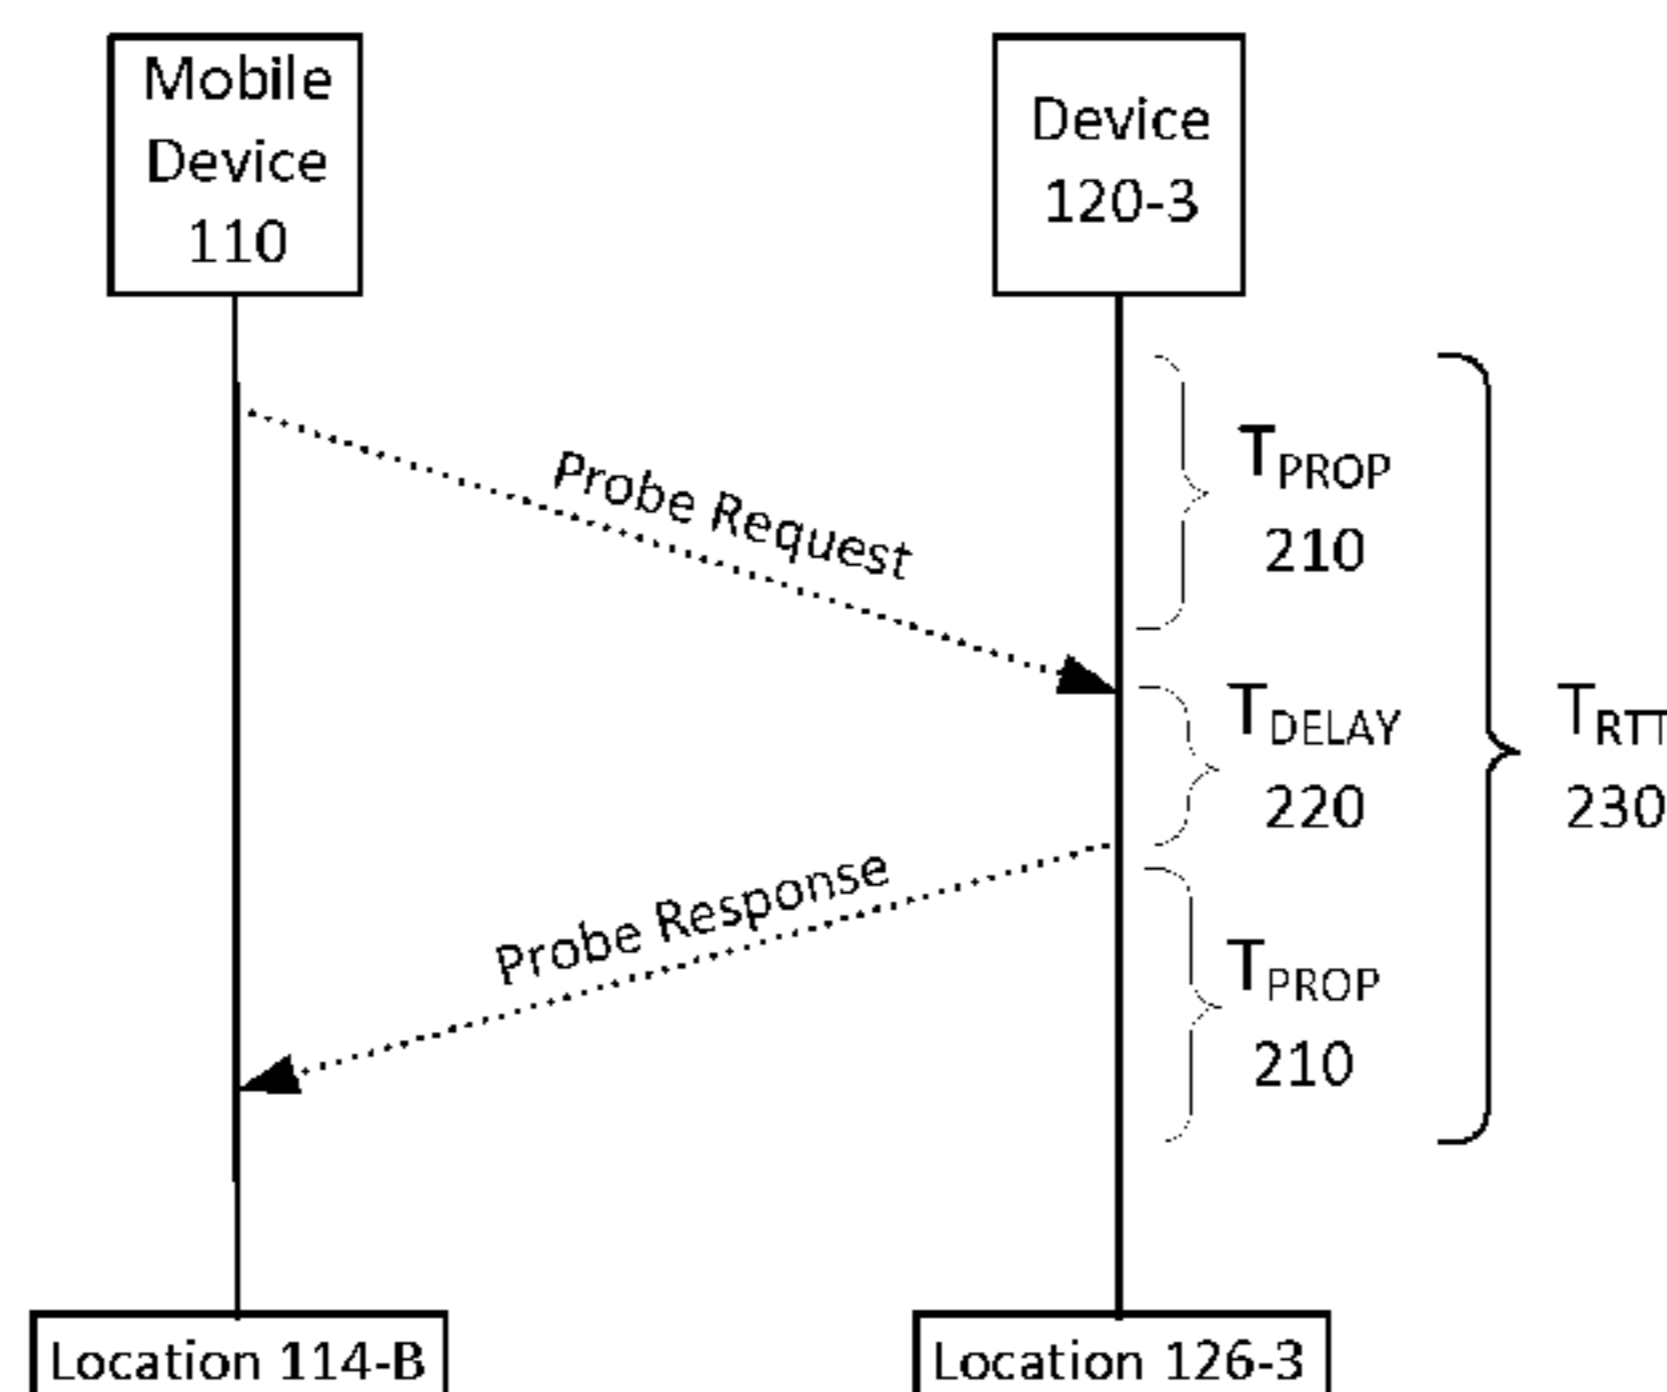 Mobile
Device
110
Device
120-3
Probe Request
TPROP
210
TDELAY
220
TRTT
230
Probe Response
TPROP
210
Location 114-B
Location 126-3